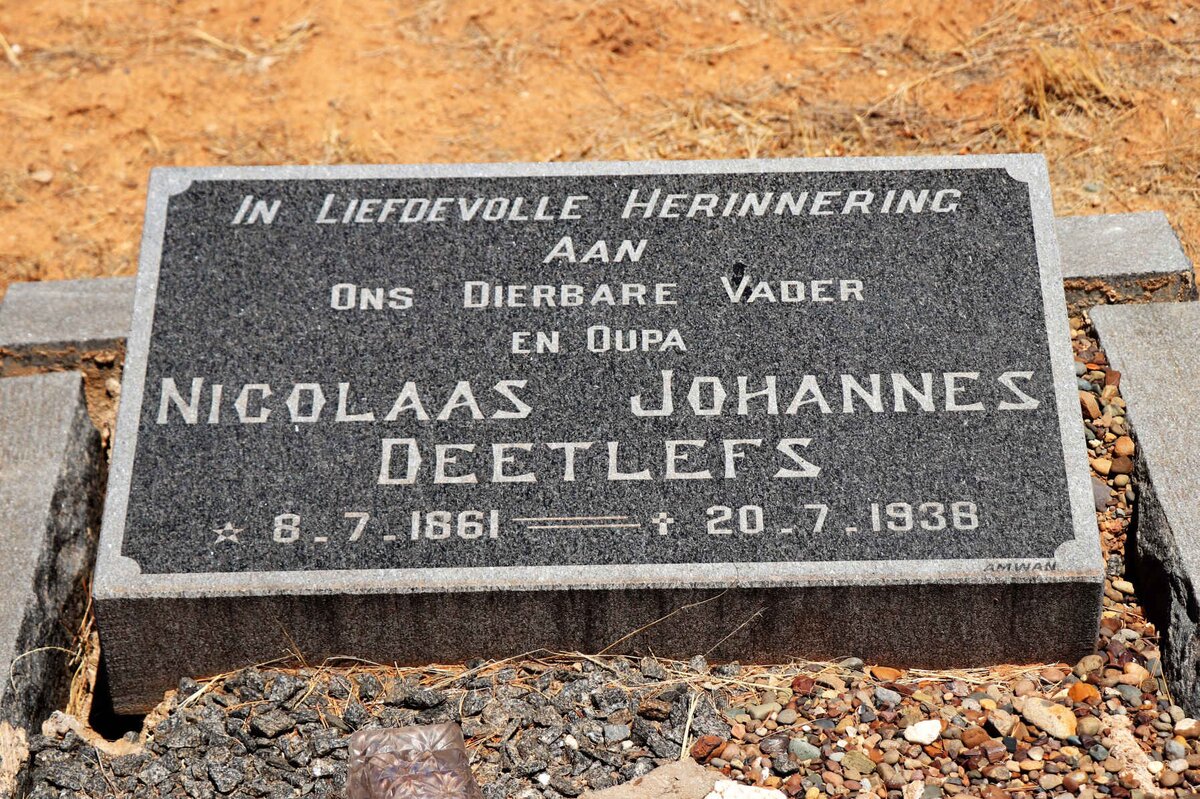 IN LIEFDEVOLLE HERINNERING
AAN
ONS DIERBARE VADER
EN OUPA
NICOLAAS JOHANNES
DEETLEFS
☆ 8.7.1861 ═ ✝ 20.7.1938
AMWAN